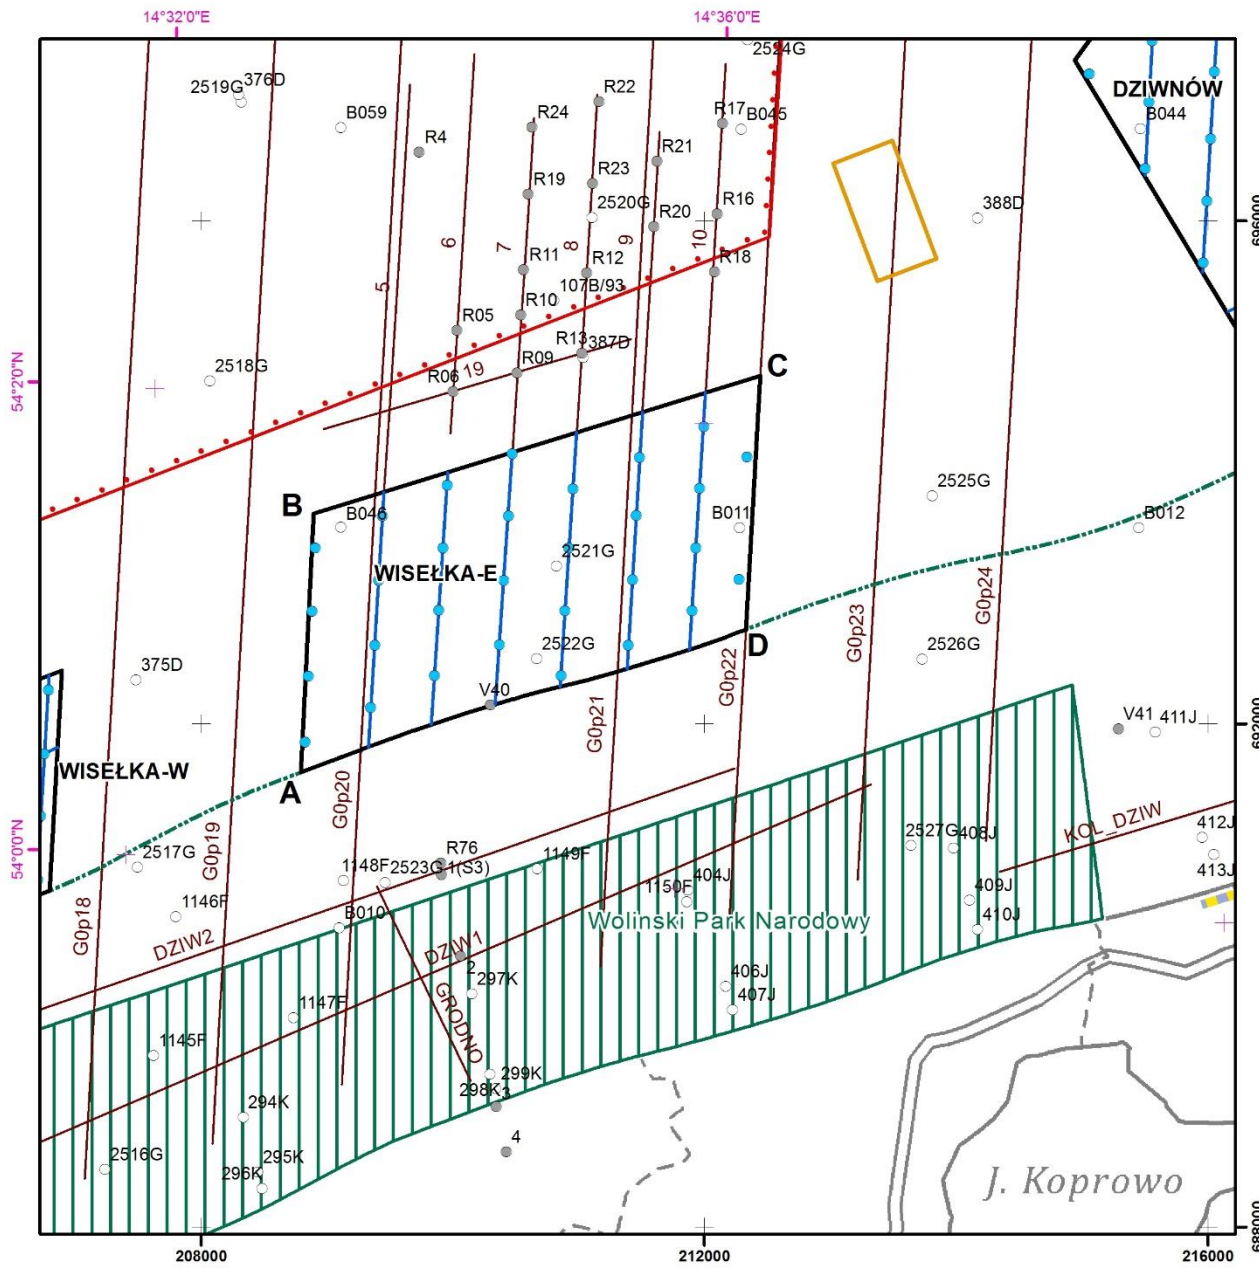 14°32'0"E
14°36'0"E
2524G
2519G
376D
B059
R22
DZIWNÓW
B044
R24
R17
B045
R4
R21
R23
R19
2520G
R16
388D
R20
696000
6
7
8
9
10
R11
R12
R18
5
107B/93
R10
R05
R13
387D
2518G
54°2'0"N
R06
19
R09
C
B
B046
B011
2525G
B012
2521G
WISEŁKA-E
G0p24
G0p23
2522G
D
2526G
375D
G0p22
V40
G0p21
V41
411J
692000
WISEŁKA-W
A
G0p20
G0p19
KOL_DZIW
412J
54°0'0"N
2517G
R76
2527G
408J
413J
1148F
2523G
1(S3)
1149F
404J
1150F
409J
1146F
B010
Wolinski Park Narodowy
410J
G0p18
DZIW2
DZIW1
2
297K
406J
407J
1147F
GRODNO
1145F
299K
298K
3
294K
4
2516G
295K
296K
J. Koprowo
688000
208000
212000
216000